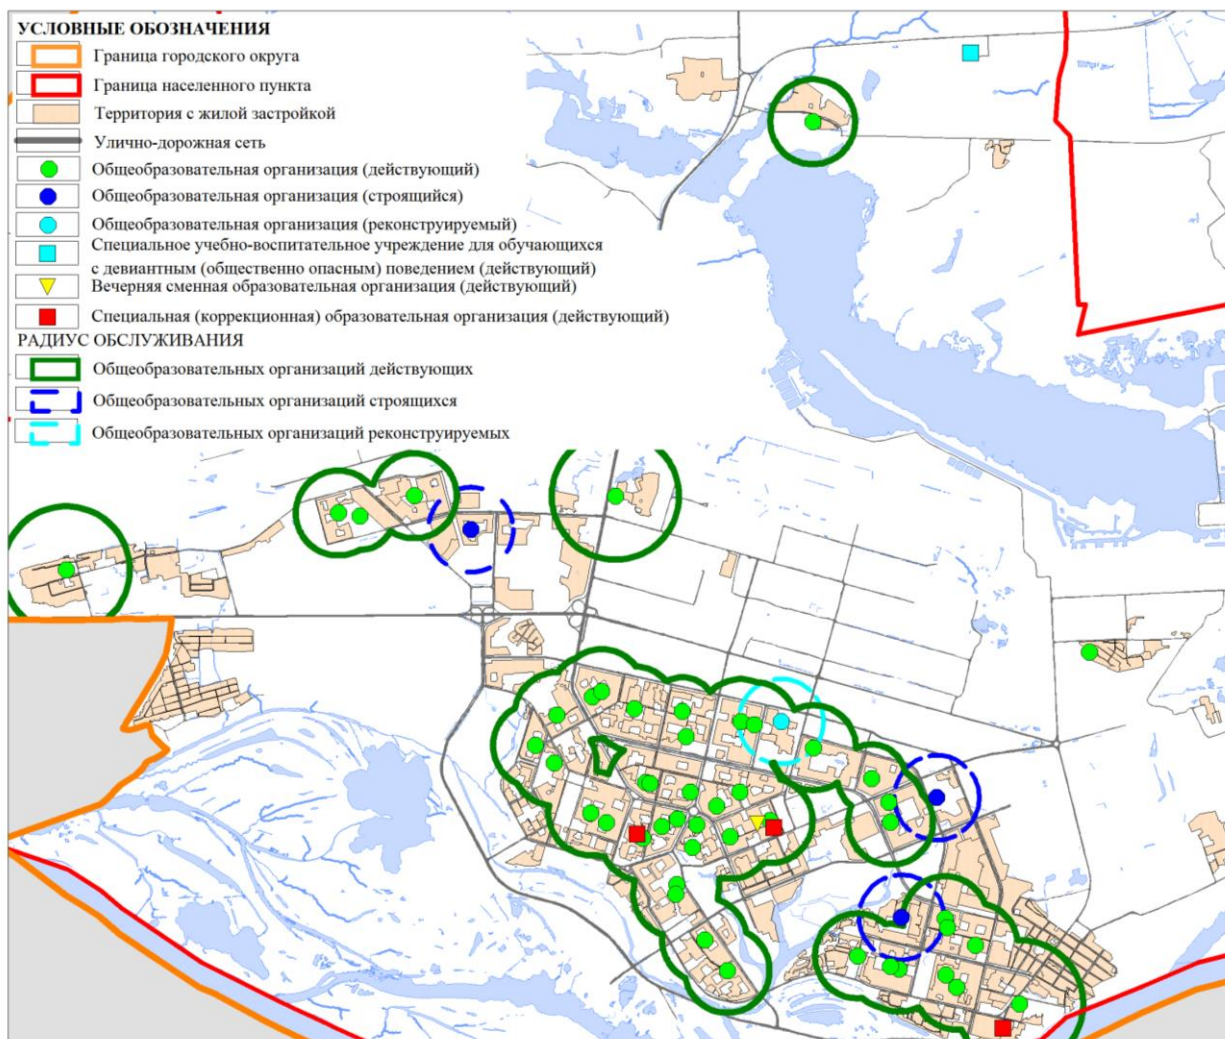 УСЛОВНЫЕ ОБОЗНАЧЕНИЯ
Граница городского округа
Граница населенного пункта
Территория с жилой застройкой
Улично-дорожная сеть
Общеобразовательная организация (действующий)
Общеобразовательная организация (строящийся)
Общеобразовательная организация (реконструируемый)
Специальное учебно-воспитательное учреждение для обучающихся
с девиантным (общественно опасным) поведением (действующий)
Вечерняя сменная образовательная организация (действующий)
Специальная (коррекционная) образовательная организация (действующий)
РАДИУС ОБСЛУЖИВАНИЯ
Общеобразовательных организаций действующих
Общеобразовательных организаций строящихся
Общеобразовательных организаций реконструируемых